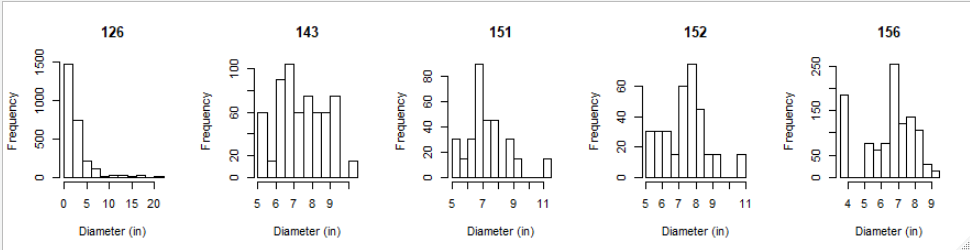 126
Frequency
0 500 1000 1500
0 5 10 15 20
Diameter (in)
143
Frequency
20 60 100
5 6 7 8 9
Diameter (in)
151
Frequency
0 20 40 60 80
5 7 9 11
Diameter (in)
152
Frequency
0 20 40 60
5 6 7 8 9 11
Diameter (in)
156
Frequency
0 50 150 250
4 5 6 7 8 9
Diameter (in)